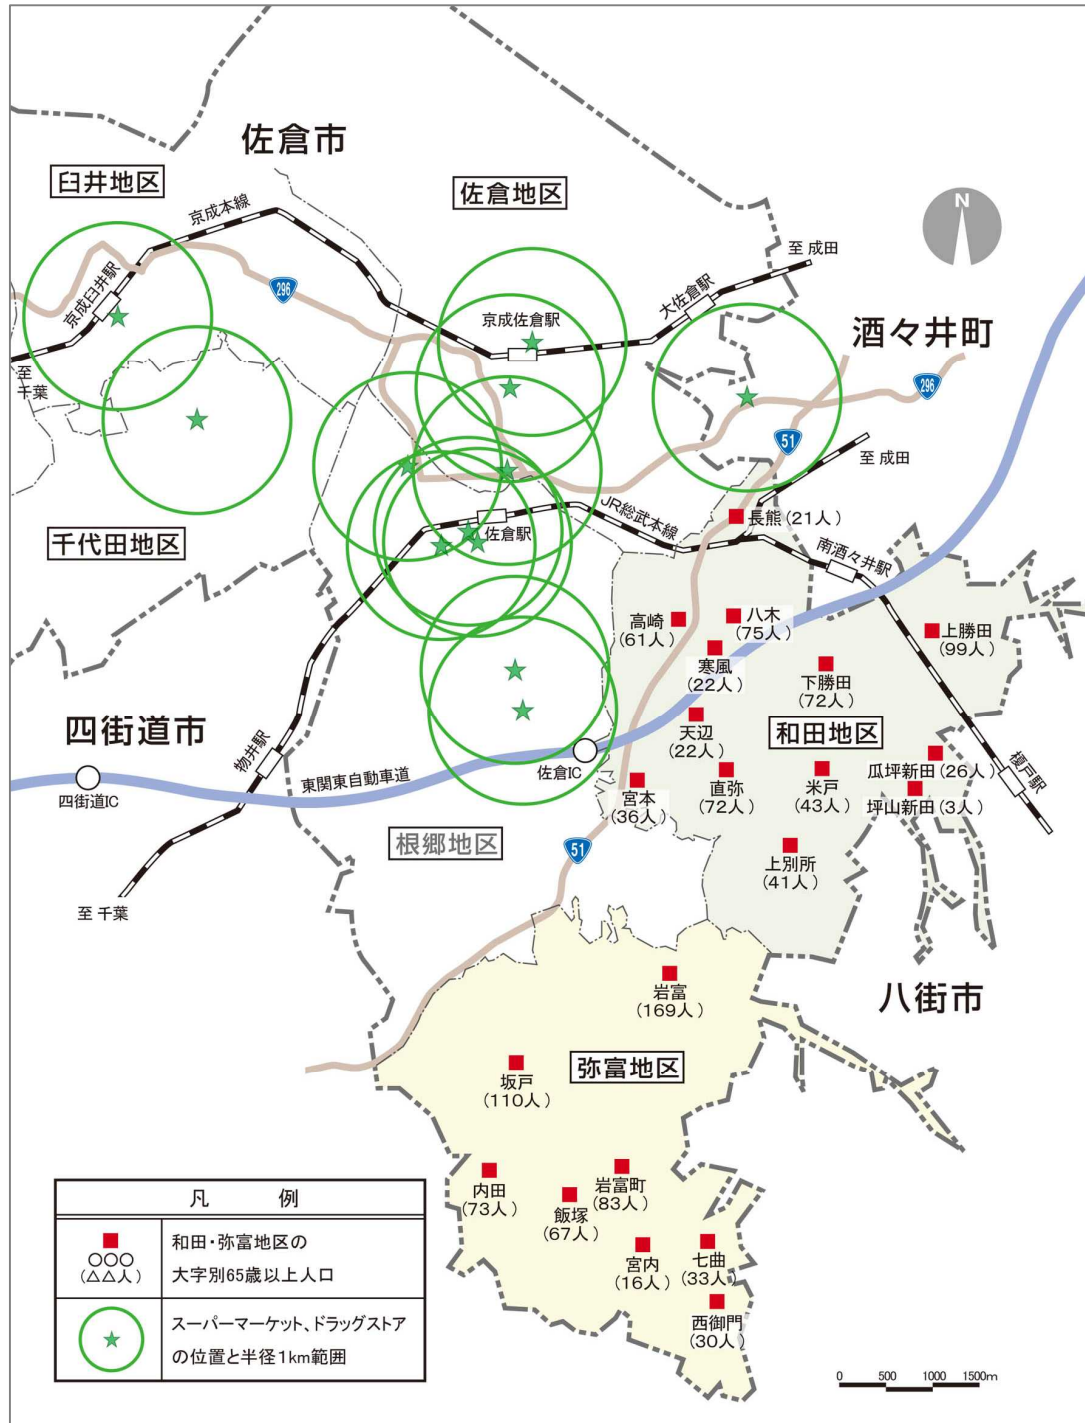 佐倉市
臼井地区
佐倉地区
N
京成本線
至 成田
296
大佐倉駅
京成臼井駅
京成佐倉駅
酒々井町
至
千葉
296
51
至 成田
JR総武本線
長熊(21人)
佐倉駅
千代田地区
南酒々井駅
高崎
(61人)
八木
(75人)
上勝田
(99人)
寒風
(22人)
下勝田
(72人)
四街道市
天辺
(22人)
和田地区
物井駅
佐倉IC
瓜坪新田(26人)
榎戸駅
東関東自動車道
四街道IC
宮本
(36人)
直弥
(72人)
米戸
(43人)
坪山新田(3人)
根郷地区
51
上別所
(41人)
至 千葉
岩富
(169人)
八街市
弥富地区
坂戸
(110人)
内田
(73人)
岩富町
(83人)
飯塚
(67人)
宮内
(16人)
七曲
(33人)
西御門
(30人)
凡 例
○○○
(△△人)
和田・弥富地区の
大字別65歳以上人口
スーパーマーケット、ドラッグストア
の位置と半径1km範囲
0 500 1000 1500m